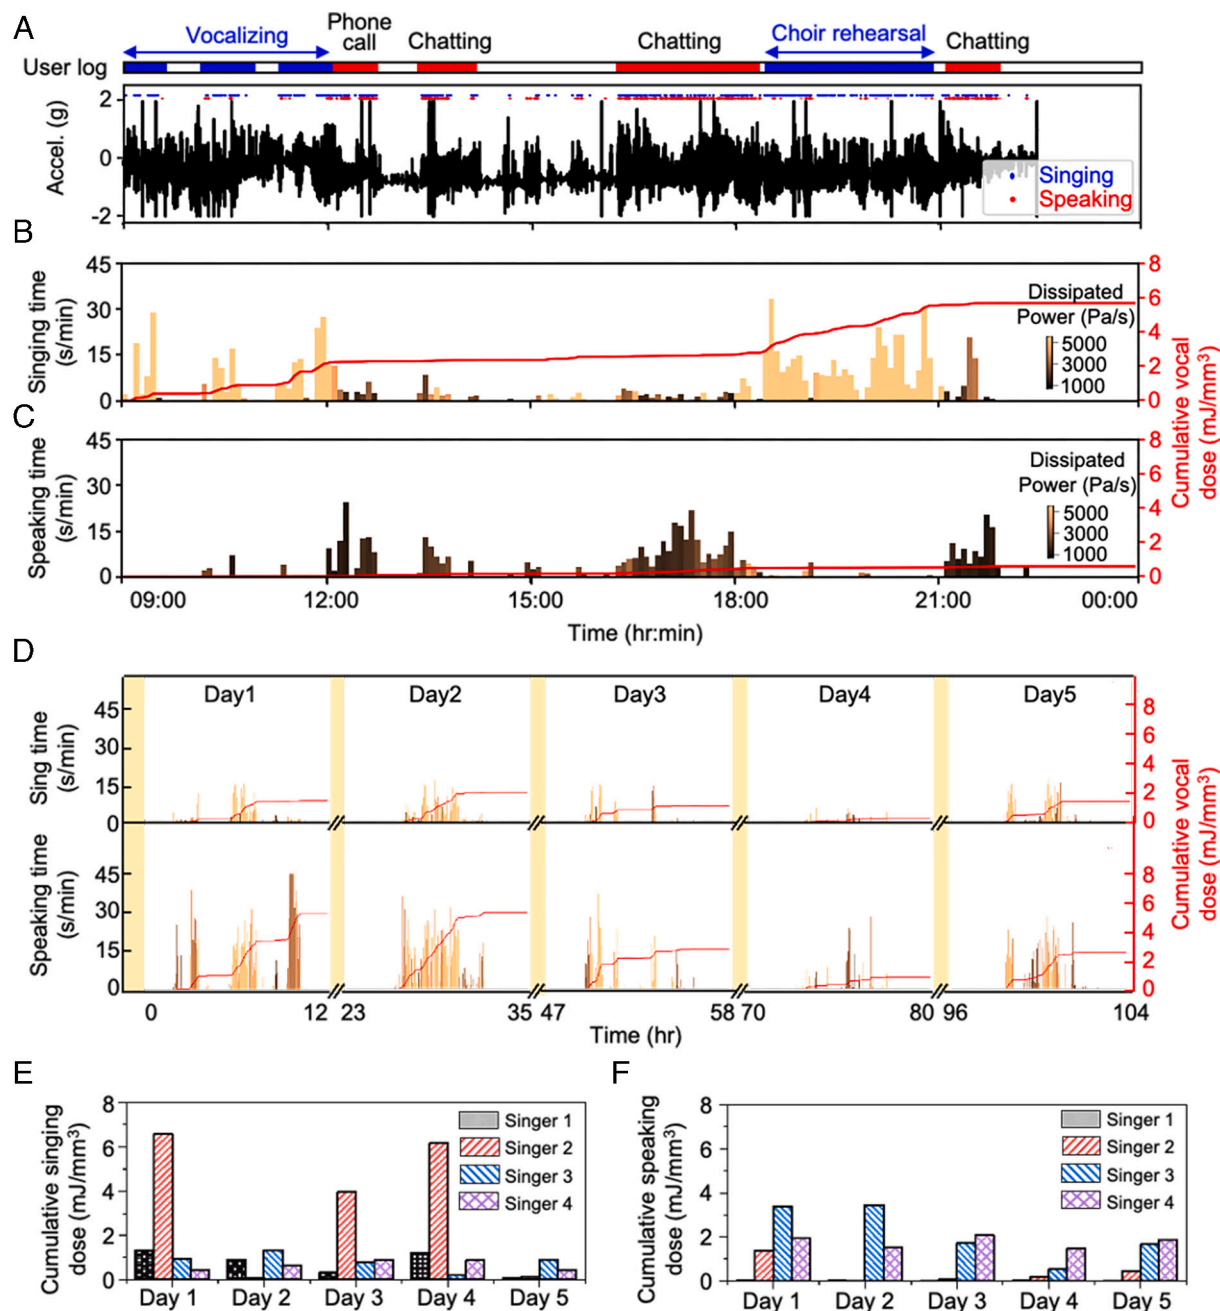 A
Vocalizing
Phone
call
Chatting
Chatting
Choir rehearsal
Chatting
User log
Accel. (g)
2
0
-2
Singing
Speaking
B
Singing time
(s/min)
45
30
15
0
Dissipated
Power (Pa/s)
5000
3000
1000
8
6
4
2
0
Cumulative vocal
dose (mJ/mm³)
C
Speaking time
(s/min)
45
30
15
0
Dissipated
Power (Pa/s)
5000
3000
1000
8
6
4
2
0
09:00 12:00 15:00 18:00 21:00 00:00
Time (hr:min)
D
Day1 Day2 Day3 Day4 Day5
Sing time
(s/min)
45
30
15
0
8
6
4
2
0
Cumulative vocal
dose (mJ/mm³)
Speaking time
(s/min)
45
30
15
0
8
6
4
2
0
0 12 23 35 47 58 70 80 96 104
Time (hr)
E
Cumulative singing
dose (mJ/mm³)
8
6
4
2
0
Singer 1
Singer 2
Singer 3
Singer 4
Day 1 Day 2 Day 3 Day 4 Day 5
F
Cumulative speaking
dose (mJ/mm³)
8
6
4
2
0
Singer 1
Singer 2
Singer 3
Singer 4
Day 1 Day 2 Day 3 Day 4 Day 5